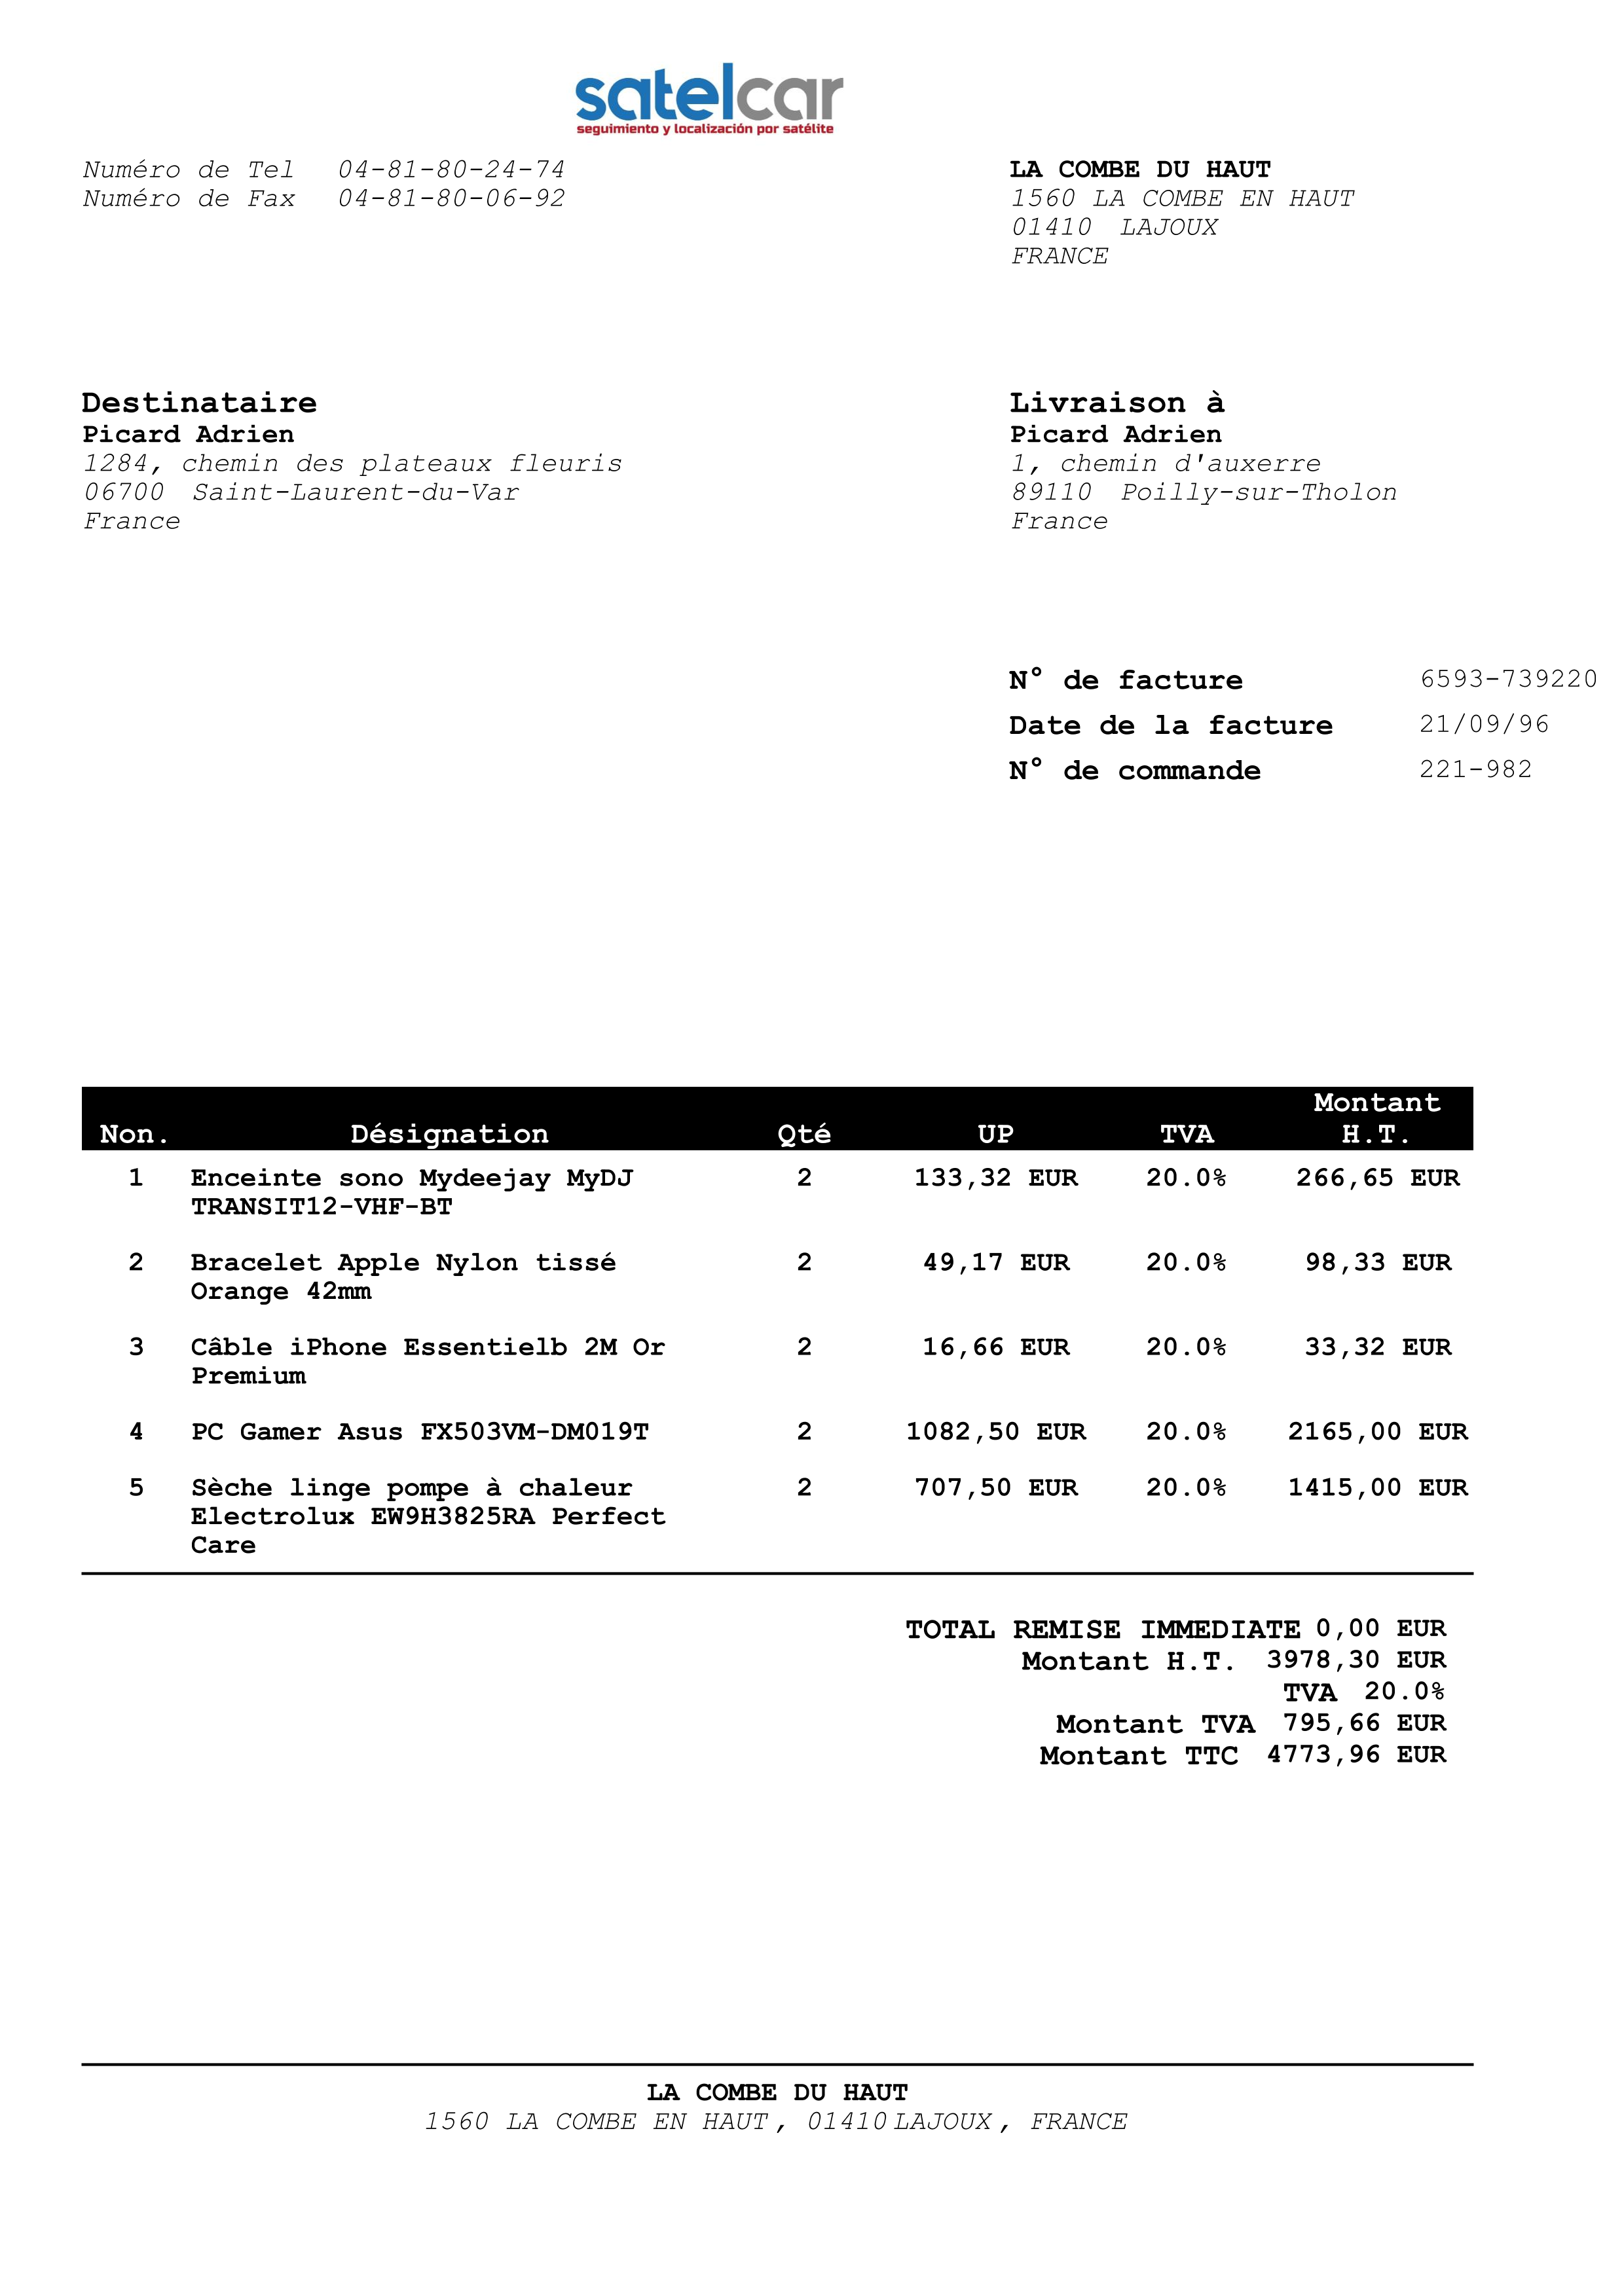 satelcar
seguimiento y localización por satélite
Numéro de Tel 04-81-80-24-74
Numéro de Fax 04-81-80-06-92
LA COMBE DU HAUT
1560 LA COMBE EN HAUT
01410 LAJOUX
FRANCE
Destinataire
Picard Adrien
1284, chemin des plateaux fleuris
06700 Saint-Laurent-du-Var
France
Livraison à
Picard Adrien
1, chemin d'auxerre
89110 Poilly-sur-Tholon
France
N° de facture 6593-739220
Date de la facture 21/09/96
N° de commande 221-982
Non. Désignation Qté UP TVA Montant H.T.
1 Enceinte sono Mydeejay MyDJ 2 133,32 EUR 20.0% 266,65 EUR
TRANSIT12-VHF-BT
2 Bracelet Apple Nylon tissé 2 49,17 EUR 20.0% 98,33 EUR
Orange 42mm
3 Câble iPhone Essentielb 2M Or 2 16,66 EUR 20.0% 33,32 EUR
Premium
4 PC Gamer Asus FX503VM-DM019T 2 1082,50 EUR 20.0% 2165,00 EUR
5 Sèche linge pompe à chaleur 2 707,50 EUR 20.0% 1415,00 EUR
Electrolux EW9H3825RA Perfect
Care
TOTAL REMISE IMMEDIATE 0,00 EUR
Montant H.T. 3978,30 EUR
TVA 20.0%
Montant TVA 795,66 EUR
Montant TTC 4773,96 EUR
LA COMBE DU HAUT
1560 LA COMBE EN HAUT , 01410 LAJOUX , FRANCE